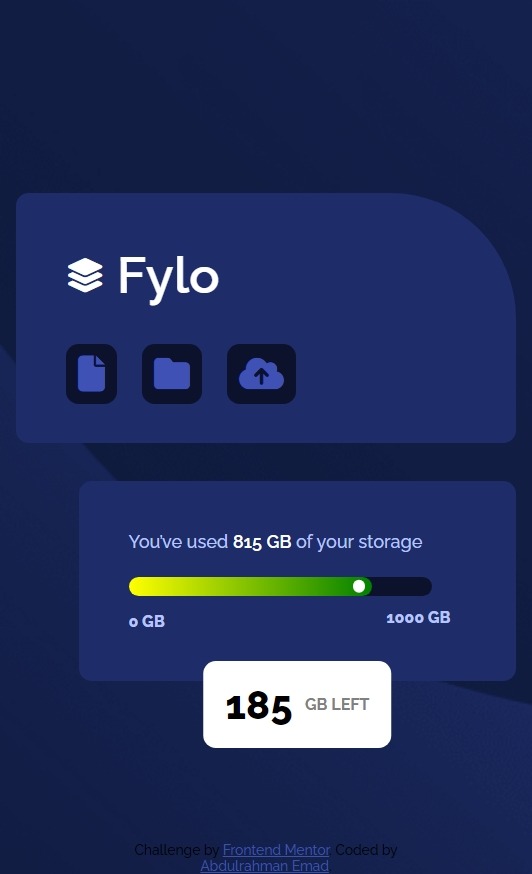 Fylo
You've used 815 GB of your storage
0 GB
1000 GB
185 GB LEFT
Challenge by Frontend Mentor Coded by
Abdulrahman Emad